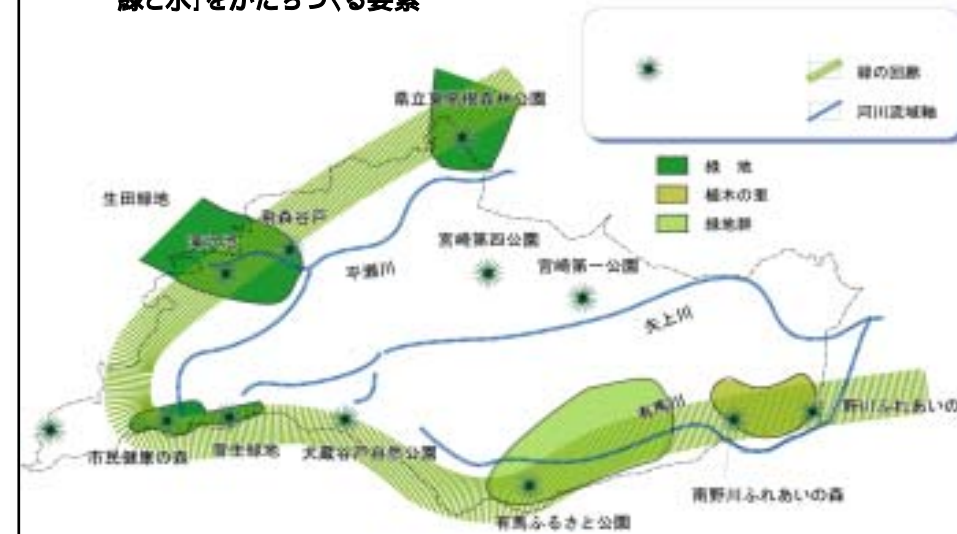 緑と水」をかたちづくる要素
緑の回廊
河川流域軸
県立東高根森林公園
緑 地
植木の里
緑地群
生田緑地
初森谷戸
宮崎第四公園
平瀬川
宮崎第一公園
矢上川
有馬川
野川ふれあいの
市民健康の森
菅生緑地
犬蔵谷戸自然公園
南野川ふれあいの森
有馬ふるさと公園